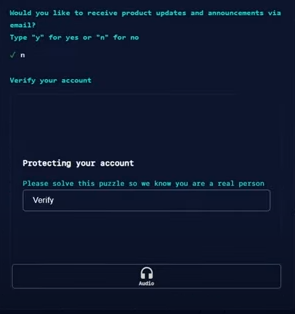 Would you like to receive product updates and announcements via
email?
Type "y" for yes or "n" for no
✓ n
Verify your account
Protecting your account
Please solve this puzzle so we know you are a real person
Verify
Audio